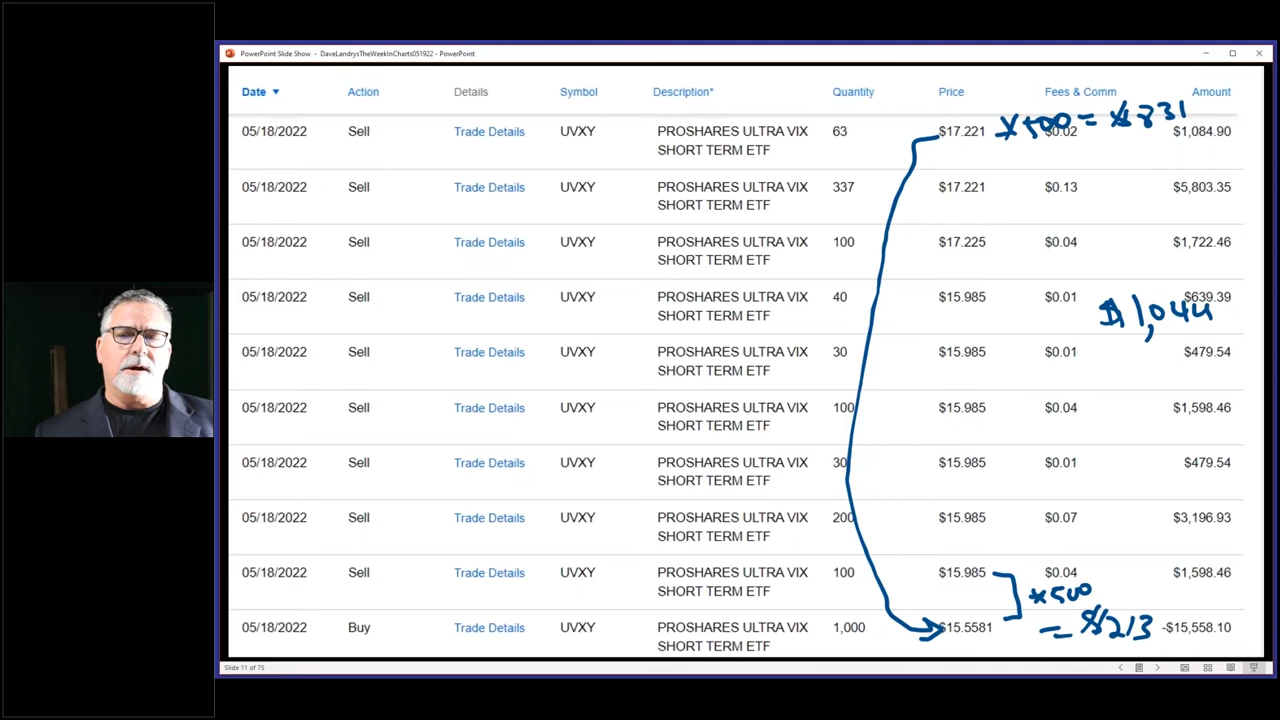 PowerPoint Slide Show - DaveLandrysTheWeekInCharts051922 - PowerPoint
Date ▼ Action Details Symbol Description* Quantity Price Fees & Comm Amount
x500 = $831
05/18/2022 Sell Trade Details UVXY PROSHARES ULTRA VIX 63 $17.221 $0.02 $1,084.90
SHORT TERM ETF
05/18/2022 Sell Trade Details UVXY PROSHARES ULTRA VIX 337 $17.221 $0.13 $5,803.35
SHORT TERM ETF
05/18/2022 Sell Trade Details UVXY PROSHARES ULTRA VIX 100 $17.225 $0.04 $1,722.46
SHORT TERM ETF
05/18/2022 Sell Trade Details UVXY PROSHARES ULTRA VIX 40 $15.985 $0.01 $639.39
SHORT TERM ETF
$1,044
05/18/2022 Sell Trade Details UVXY PROSHARES ULTRA VIX 30 $15.985 $0.01 $479.54
SHORT TERM ETF
05/18/2022 Sell Trade Details UVXY PROSHARES ULTRA VIX 100 $15.985 $0.04 $1,598.46
SHORT TERM ETF
05/18/2022 Sell Trade Details UVXY PROSHARES ULTRA VIX 30 $15.985 $0.01 $479.54
SHORT TERM ETF
05/18/2022 Sell Trade Details UVXY PROSHARES ULTRA VIX 200 $15.985 $0.07 $3,196.93
SHORT TERM ETF
05/18/2022 Sell Trade Details UVXY PROSHARES ULTRA VIX 100 $15.985 $0.04 $1,598.46
SHORT TERM ETF
x500
= $213
05/18/2022 Buy Trade Details UVXY PROSHARES ULTRA VIX 1,000 $15.5581 -$15,558.10
SHORT TERM ETF
Slide 11 of 75